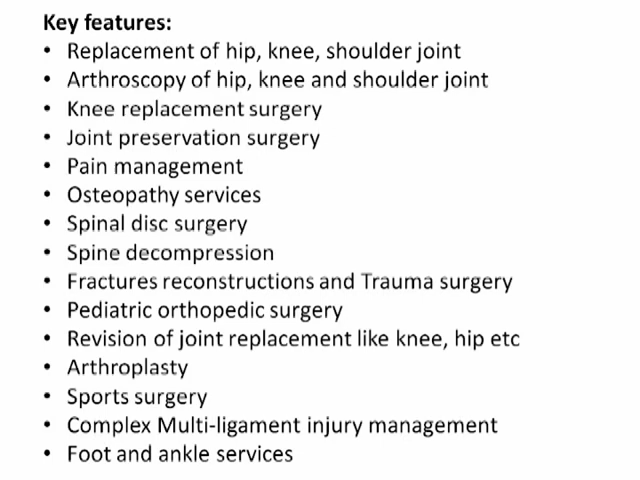 Key features:
• Replacement of hip, knee, shoulder joint
• Arthroscopy of hip, knee and shoulder joint
• Knee replacement surgery
• Joint preservation surgery
• Pain management
• Osteopathy services
• Spinal disc surgery
• Spine decompression
• Fractures reconstructions and Trauma surgery
• Pediatric orthopedic surgery
• Revision of joint replacement like knee, hip etc
• Arthroplasty
• Sports surgery
• Complex Multi-ligament injury management
• Foot and ankle services